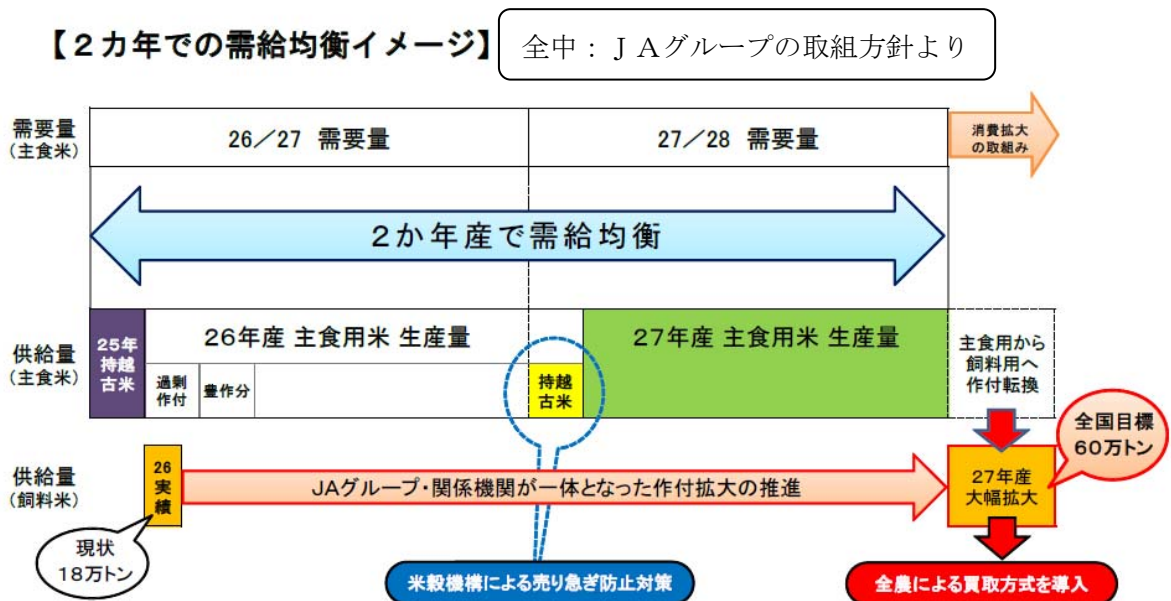 【２カ年での需給均衡イメージ】
全中：ＪＡグループの取組方針より
需要量
(主食米)
26／27 需要量
27／28 需要量
消費拡大
の取組み
２か年産で需給均衡
供給量
(主食米)
25年
持越
古米
26年産 主食用米 生産量
過剰
作付
豊作分
持越
古米
27年産 主食用米 生産量
主食用から
飼料用へ
作付転換
全国目標
60万トン
供給量
(飼料米)
26
実
績
JAグループ・関係機関が一体となった作付拡大の推進
27年産
大幅拡大
現状
18万トン
米穀機構による売り急ぎ防止対策
全農による買取方式を導入